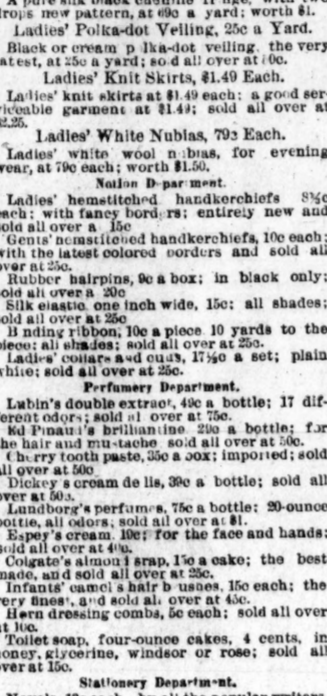 drops new pattern, at 69c a yard; worth $1.
Ladies' Polka-dot Veiling, 25c a Yard.
Black or cream p lka-dot veiling, the very
latest, at 25c a yard; so d all over at 0c.
Ladies' Knit Skirts, $1.49 Each.
Ladies' knit skirts at $1.49 each; a good ser-
viceable garment at $1.49; sold all over at
$2.25.
Ladies' White Nubias, 79c Each.
Ladies' white wool nubias, for evening
wear, at 79c each; worth $1.50.
Notion D par ment.
Ladies' hemstitched handkerchiefs 8½c
each; with fancy bord rs; entirely new and
sold all over a 15c
Gents' hemstitched handkerchiefs, 10c each;
with the latest colored borders and sold all
over at 25c.
Rubber hairpins, 9c a box; in black only;
sold all over a 20c
Silk elastic one inch wide, 15c; all shades;
sold all over at 25c
B nding ribbon, 10c a piece 10 yards to the
piece; all shades; sold all over at 25c.
Ladies' collars and cuffs, 17½c a set; plain
white; sold all over at 25c.
Perfumery Department.
Lubin's double extract, 49c a bottle; 17 dif-
ferent odors; sold al over at 75c.
Ed Pinaud's brilliantine 29c a bottle; for
the hair and mustache sold all over at 50c.
Cherry tooth paste, 35c a box; imported; sold
all over at 50c
Dickey's cream de lis, 39c a bottle; sold all
over at 50c.
Lundborg's perfumes, 75c a bottle; 20-ounce
bottle, all odors; sold all over at $1.
Espey's cream. 19c; for the face and hands;
sold all over at
Colgate's almon soap, 15c a cake; the best
made, and sold all over at 25c.
Infants' camel's hair b ushes, 15c each; the
very finest, and sold all over at 45c.
Horn dressing combs, 5c each; sold all over
at 10c.
Toilet soap, four-ounce cakes, 4 cents, in
honey, glycerine, windsor or rose; sold all
over at 15c.
Stationery Departm nt.